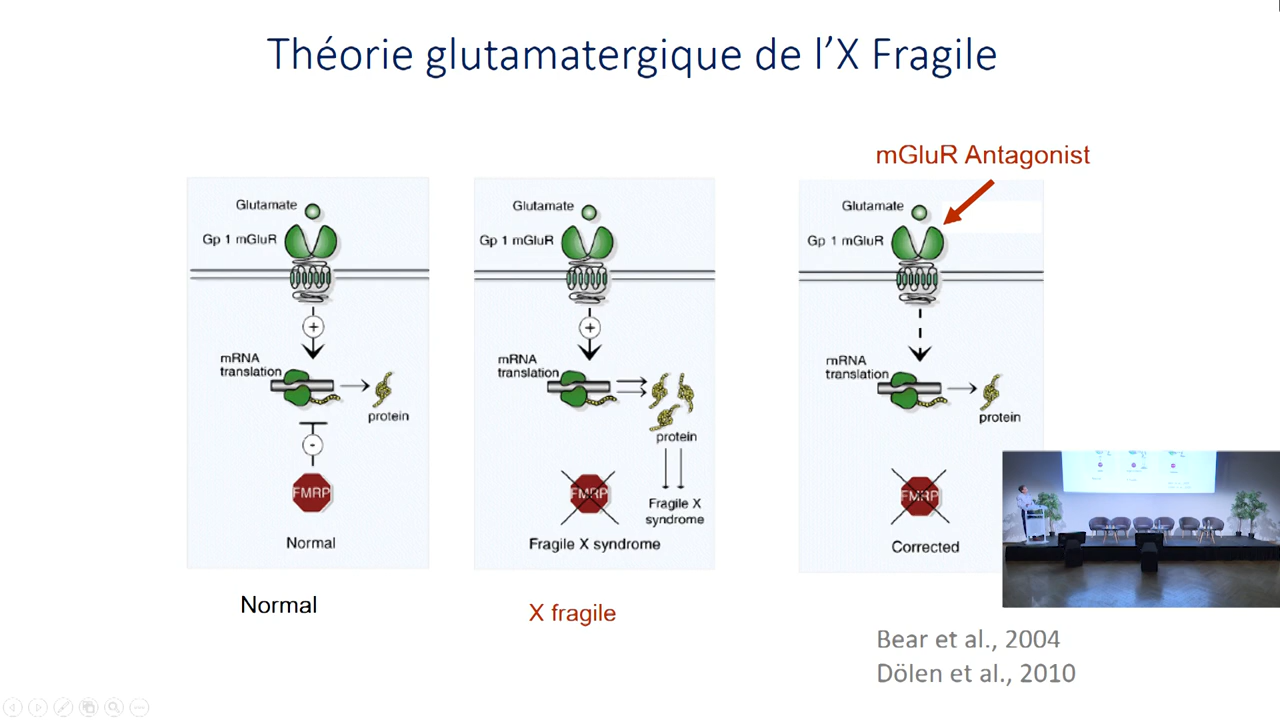 Théorie glutamatergique de l’X Fragile
Glutamate
Gp 1 mGluR
+
mRNA
translation
protein
-
FMRP
Normal
Normal
Glutamate
Gp 1 mGluR
+
mRNA
translation
protein
FMRP
Fragile X
syndrome
Fragile X syndrome
X fragile
mGluR Antagonist
Glutamate
Gp 1 mGluR
mRNA
translation
protein
FMRP
Corrected
Bear et al., 2004
Dölen et al., 2010